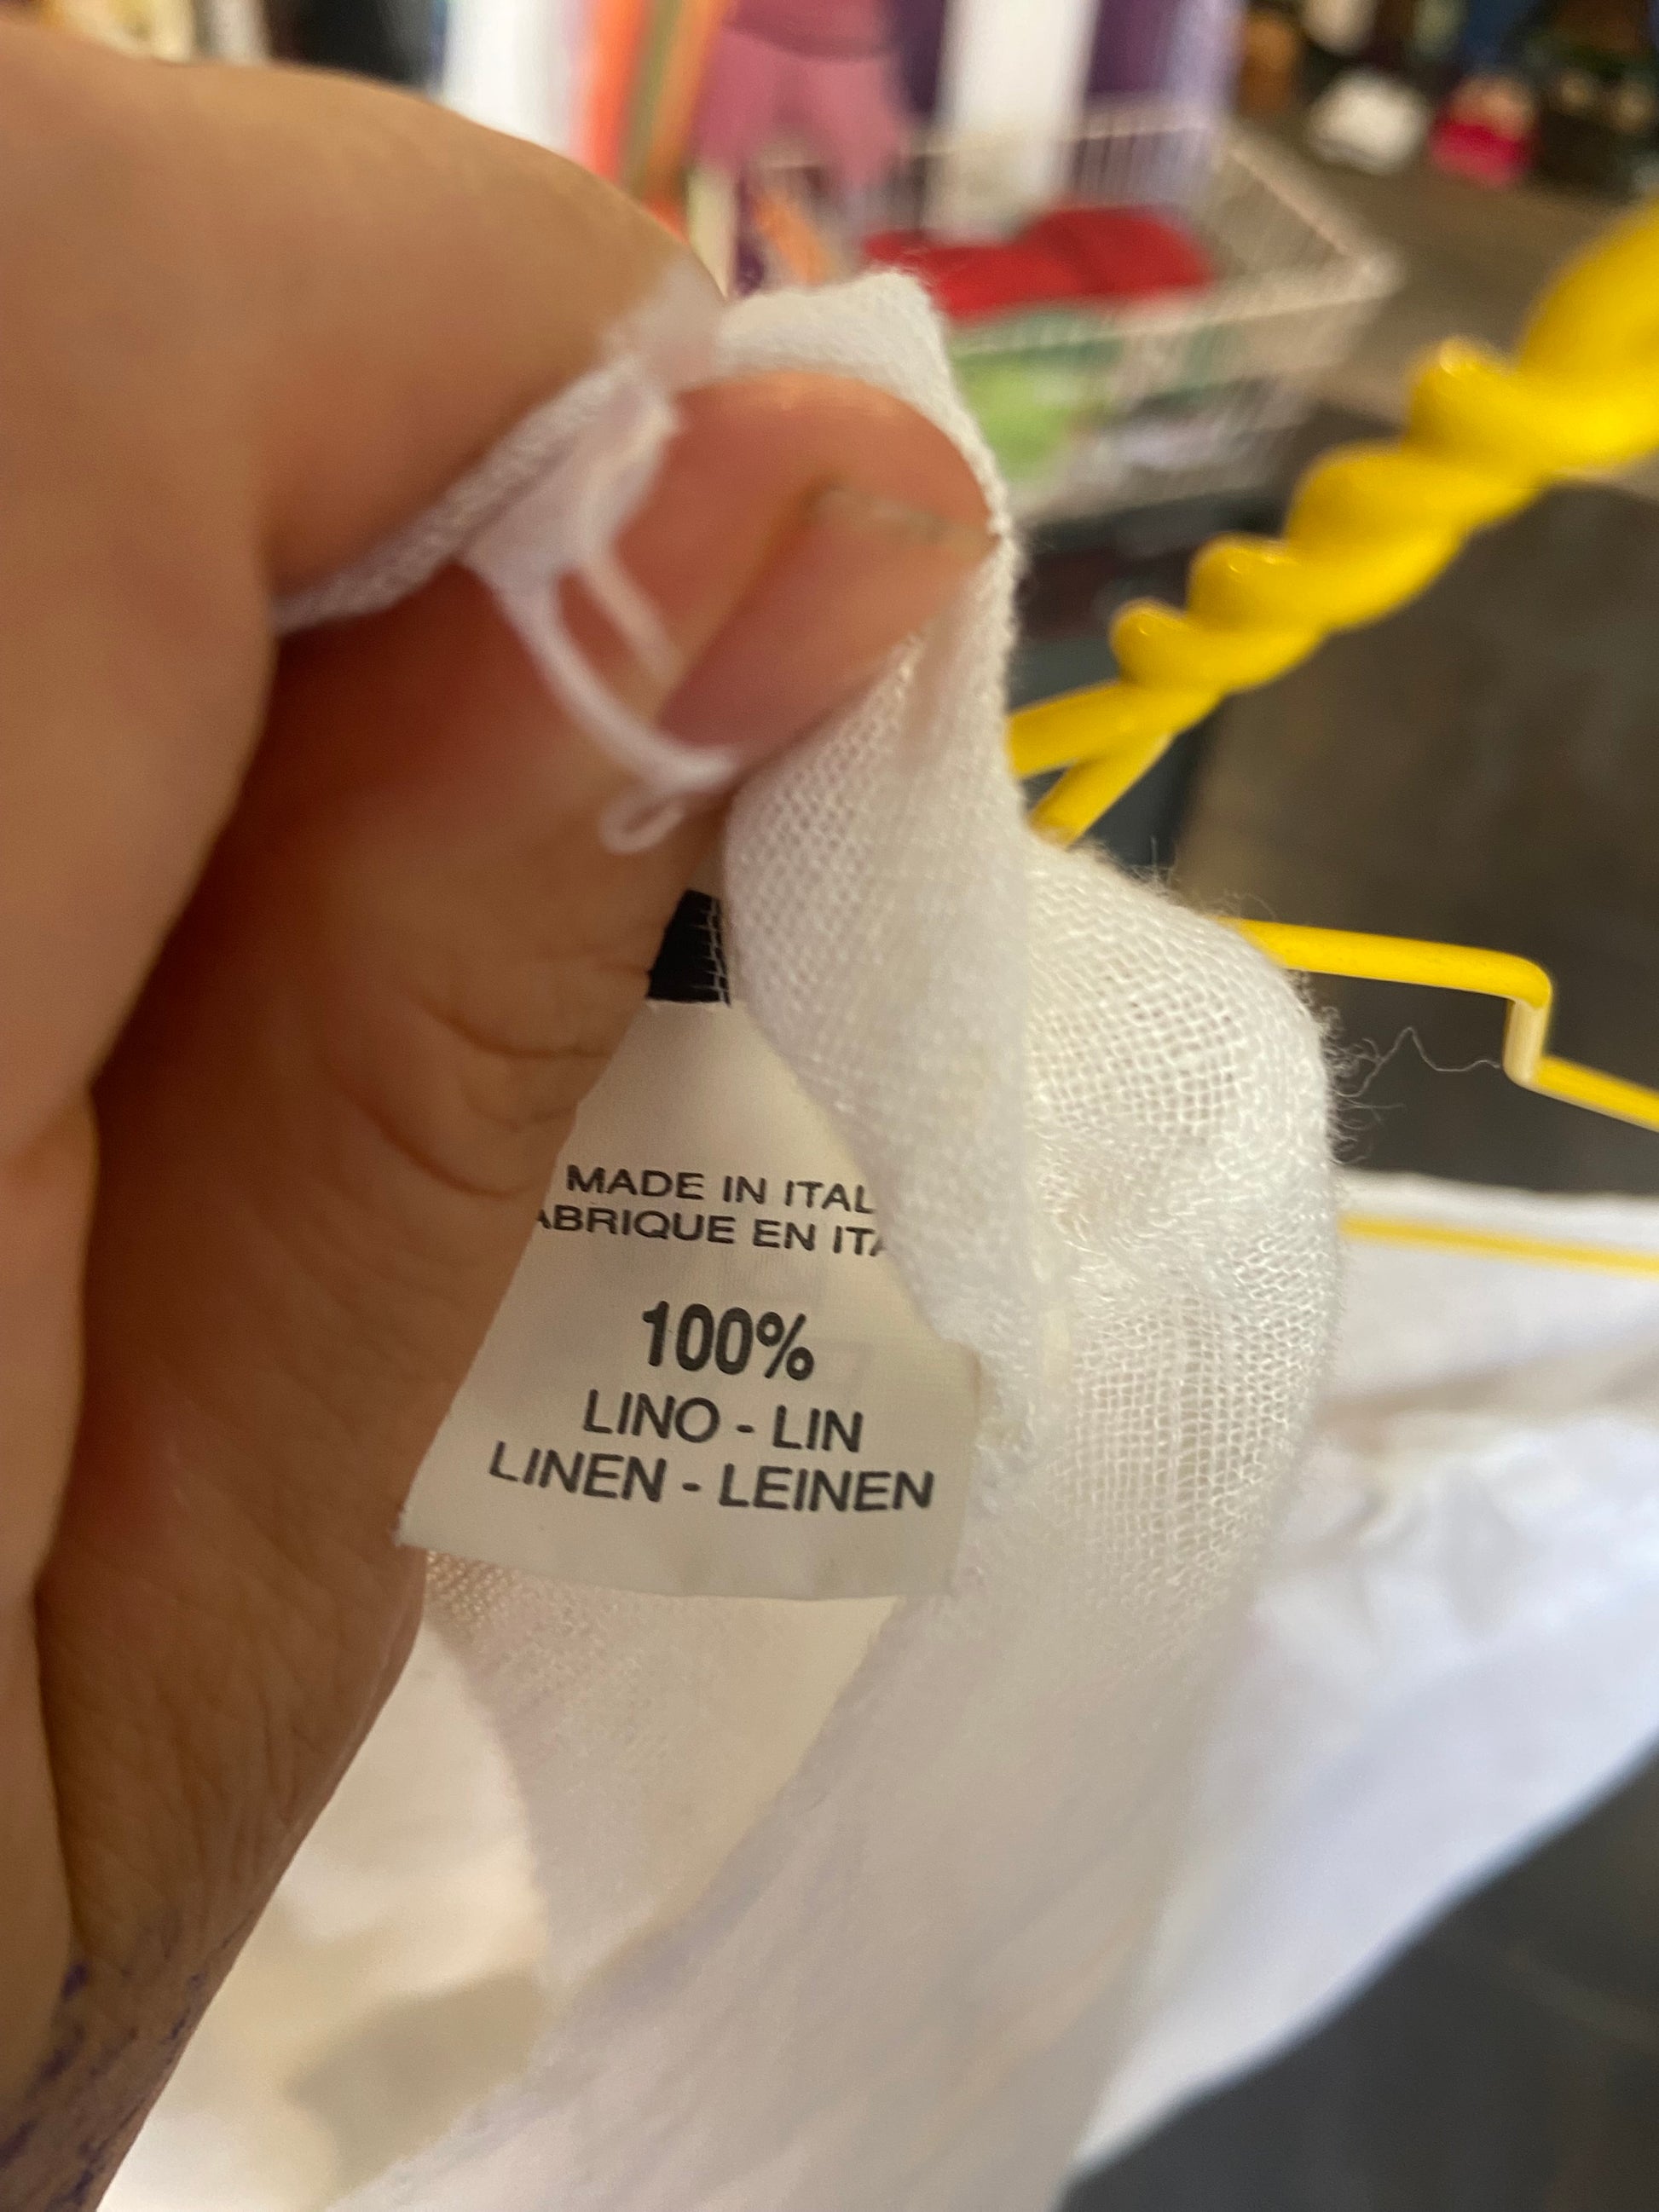 MADE IN ITAL
ABRIQUE EN ITA
100%
LINO - LIN
LINEN - LEINEN